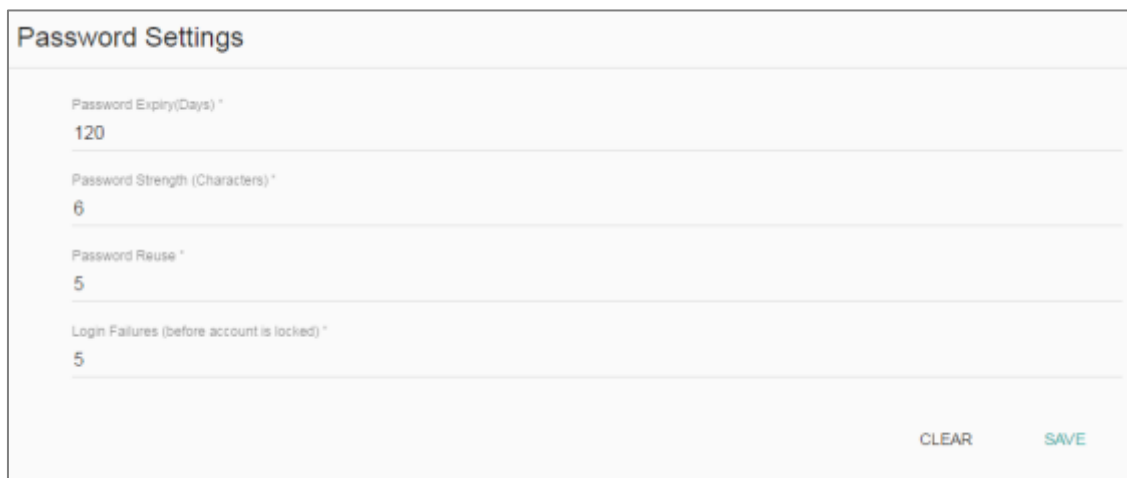 Password Settings
Password Expiry(Days) *
120
Password Strength (Characters) *
6
Password Reuse *
5
Login Failures (before account is locked) *
5
CLEAR SAVE